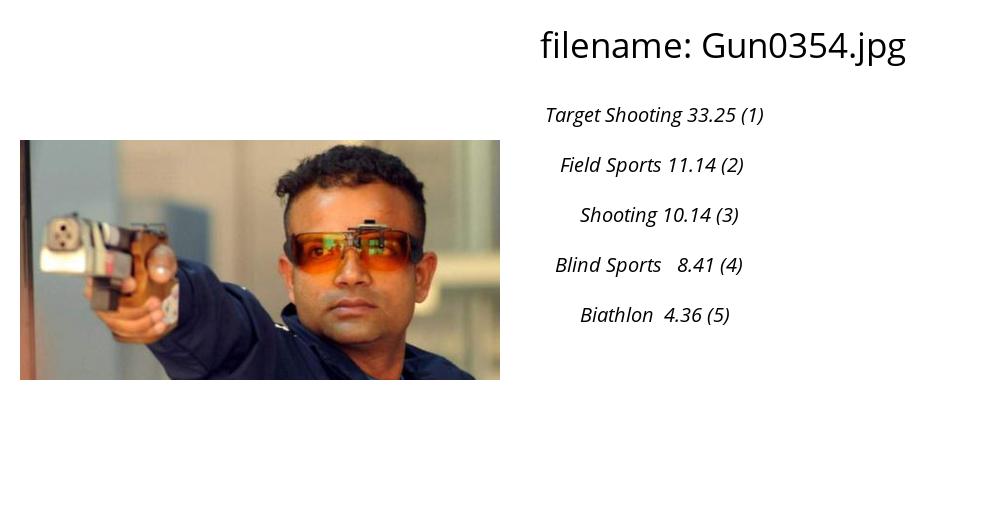 filename: Gun0354.jpg
Target Shooting 33.25 (1)
Field Sports 11.14 (2)
Shooting 10.14 (3)
Blind Sports 8.41 (4)
Biathlon 4.36 (5)